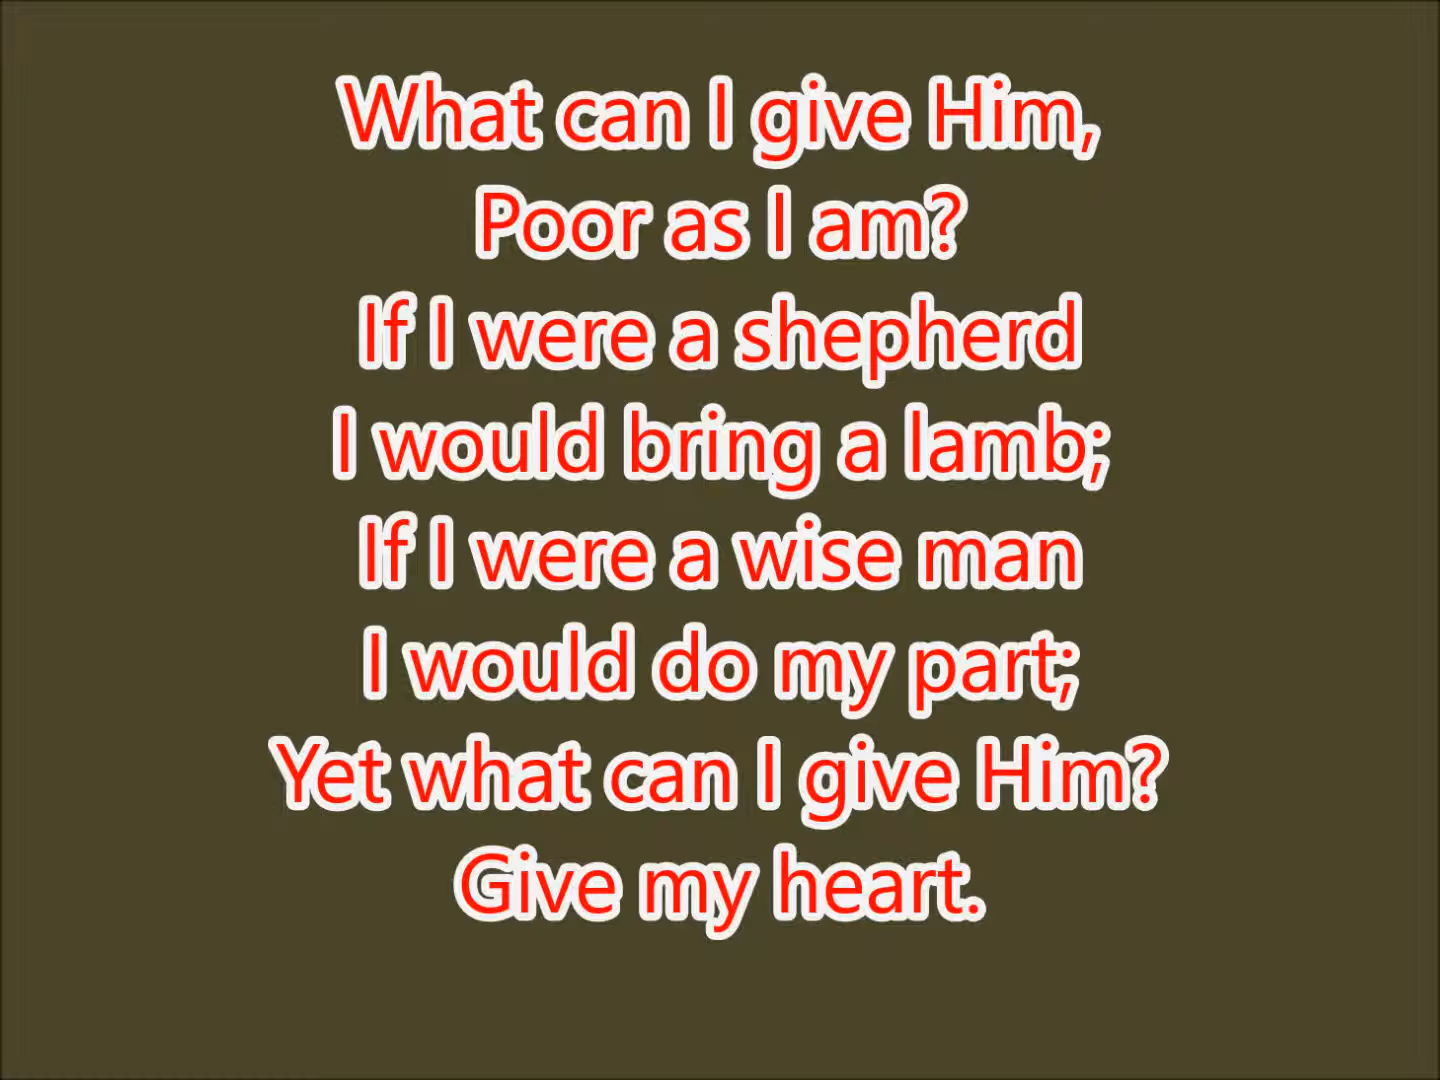 What can I give Him,
Poor as I am?
If I were a shepherd
I would bring a lamb;
If I were a wise man
I would do my part;
Yet what can I give Him?
Give my heart.